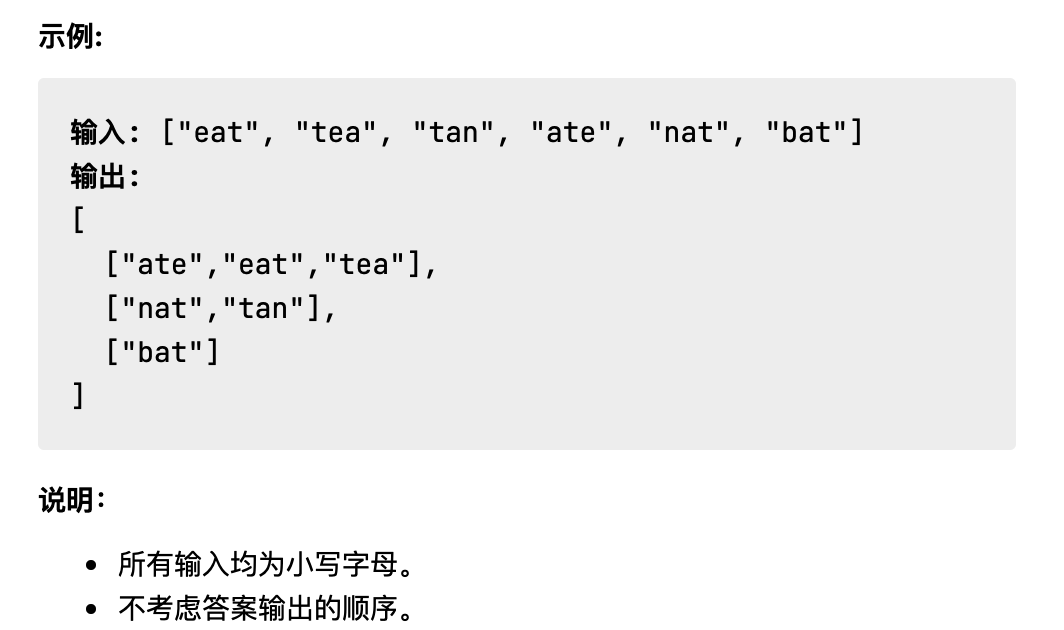 示例:
输入: ["eat", "tea", "tan", "ate", "nat", "bat"]
输出:
[
  ["ate","eat","tea"],
  ["nat","tan"],
  ["bat"]
]
说明：
• 所有输入均为小写字母。
• 不考虑答案输出的顺序。